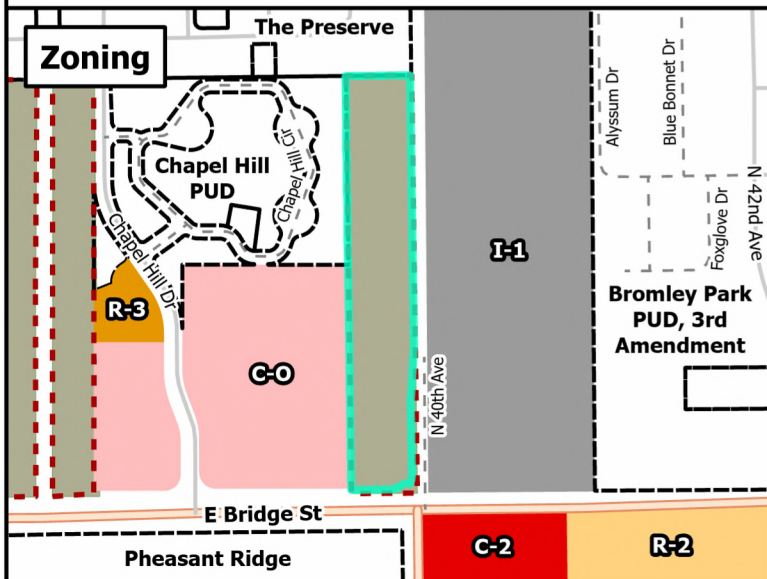 The Preserve
Zoning
Alyssum Dr
Blue Bonnet Dr
Chapel Hill
PUD
Chapel Hill Cir
N 42nd Ave
Foxglove Dr
Chapel Hill Dr
I-1
R-3
Bromley Park
PUD, 3rd
Amendment
C-O
N 40th Ave
E Bridge St
Pheasant Ridge
C-2
R-2